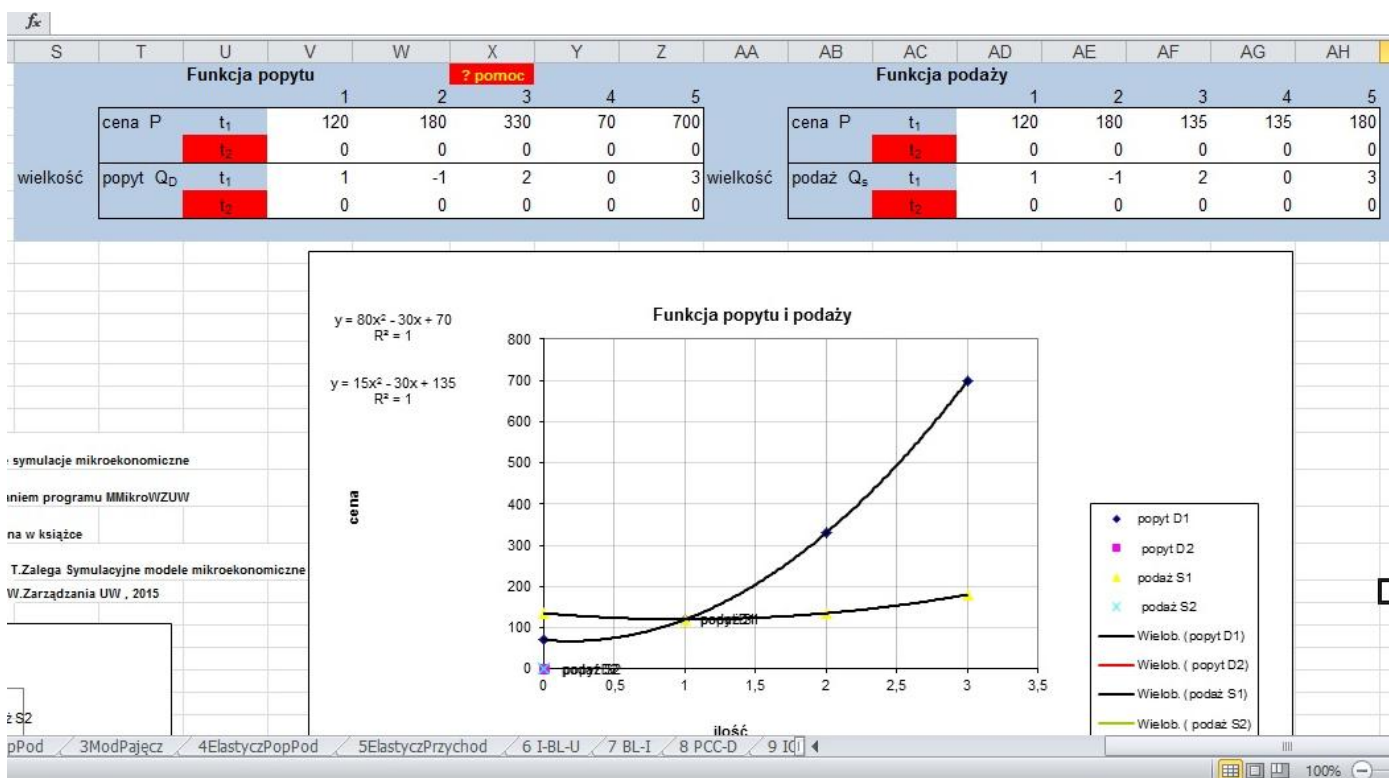 fx
S T U V W X Y Z AA AB AC AD AE AF AG AH
Funkcja popytu ? pomoc Funkcja podaży
1 2 3 4 5 1 2 3 4 5
cena P t₁ 120 180 330 70 700 cena P t₁ 120 180 135 135 180
t₂ 0 0 0 0 0 t₂ 0 0 0 0 0
wielkość popyt Q_D t₁ 1 -1 2 0 3 wielkość podaż Qₛ t₁ 1 -1 2 0 3
t₂ 0 0 0 0 0 t₂ 0 0 0 0 0
Funkcja popytu i podaży
y = 80x² - 30x + 70
R² = 1
y = 15x² - 30x + 135
R² = 1
cena
800
700
600
500
400
300
200
100
0
0 0,5 1 1,5 2 2,5 3 3,5
ilość
popyt D1
popyt D2
podaż S1
podaż S2
Wielob. (popyt D1)
Wielob. ( popyt D2)
Wielob. (podaż S1)
Wielob. ( podaż S2)
symulacje mikroekonomiczne
programu MMikroWZUW
na w książce
T.Zalega Symulacyjne modele mikroekonomiczne
W.Zarządzania UW , 2015
S2
3ModPajęcz 4ElastyczPopPod 5ElastyczPrzychod 6 I-BL-U 7 BL-I 8 PCC-D
100%